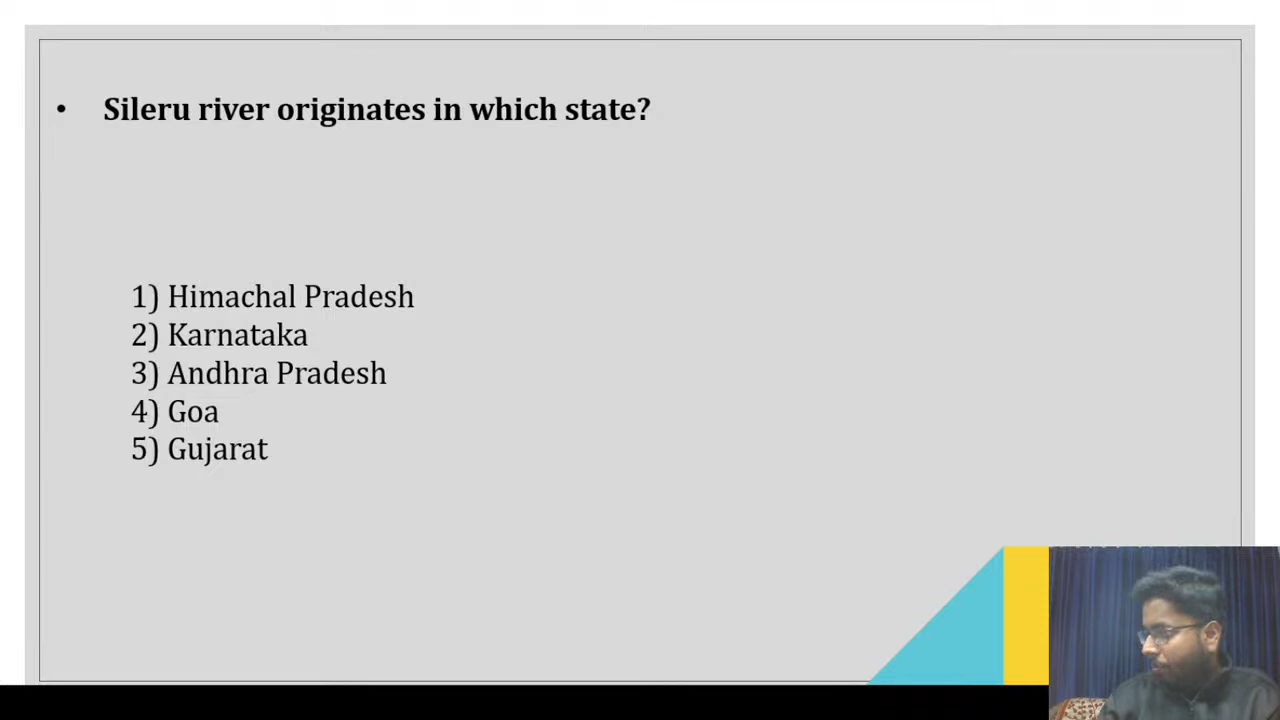 • Sileru river originates in which state?
1) Himachal Pradesh
2) Karnataka
3) Andhra Pradesh
4) Goa
5) Gujarat